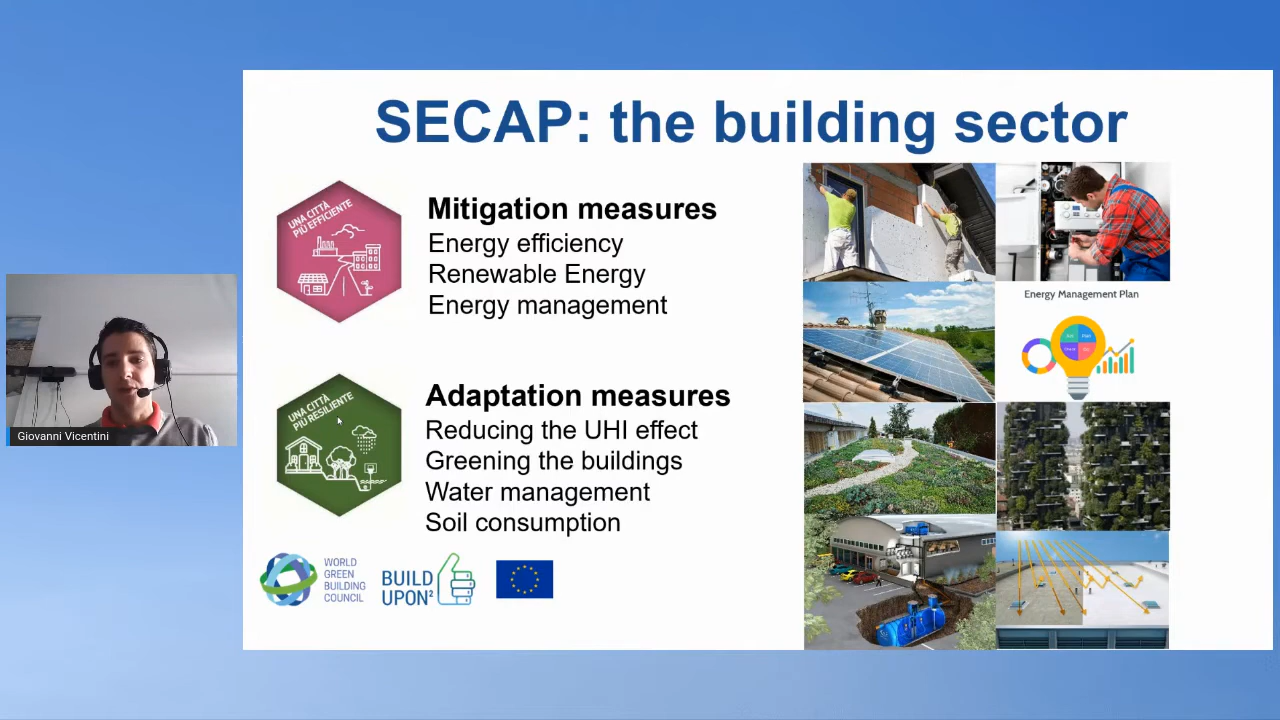 SECAP: the building sector
UNA CITTÀ
PIÙ EFFICIENTE
Mitigation measures
Energy efficiency
Renewable Energy
Energy management
Energy Management Plan
Giovanni Vicentini
UNA CITTÀ
PIÙ RESILIENTE
Adaptation measures
Reducing the UHI effect
Greening the buildings
Water management
Soil consumption
WORLD
GREEN
BUILDING
COUNCIL
BUILD
UPON²